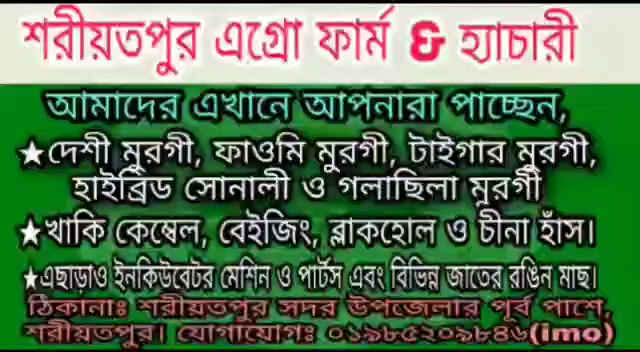 শরীয়তপুর এগ্রো ফার্ম & হ্যাচারী
আমাদের এখানে আপনারা পাচ্ছেন,
★দেশী মুরগী, ফাওমি মুরগী, টাইগার মুরগী,
হাইব্রিড সোনালী ও গলাছিলা মুরগী
★খাকি কেম্বেল, বেইজিং, ব্লাকহোল ও চীনা হাঁস।
★এছাড়াও ইনকিউবেটর মেশিন ও পার্টস এবং বিভিন্ন জাতের রঙিন মাছ।
ঠিকানাঃ শরীয়তপুর সদর উপজেলার পূর্ব পাশে,
শরীয়তপুর। যোগাযোগঃ ০১৯৮৫২০৯৮৪৬(imo)